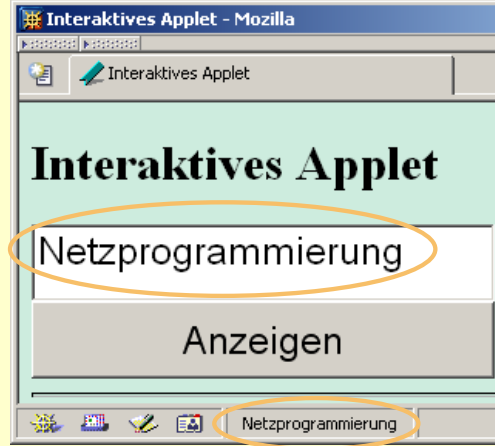 Interaktives Applet - Mozilla
Interaktives Applet
Interaktives Applet
Netzprogrammierung
Anzeigen
Netzprogrammierung